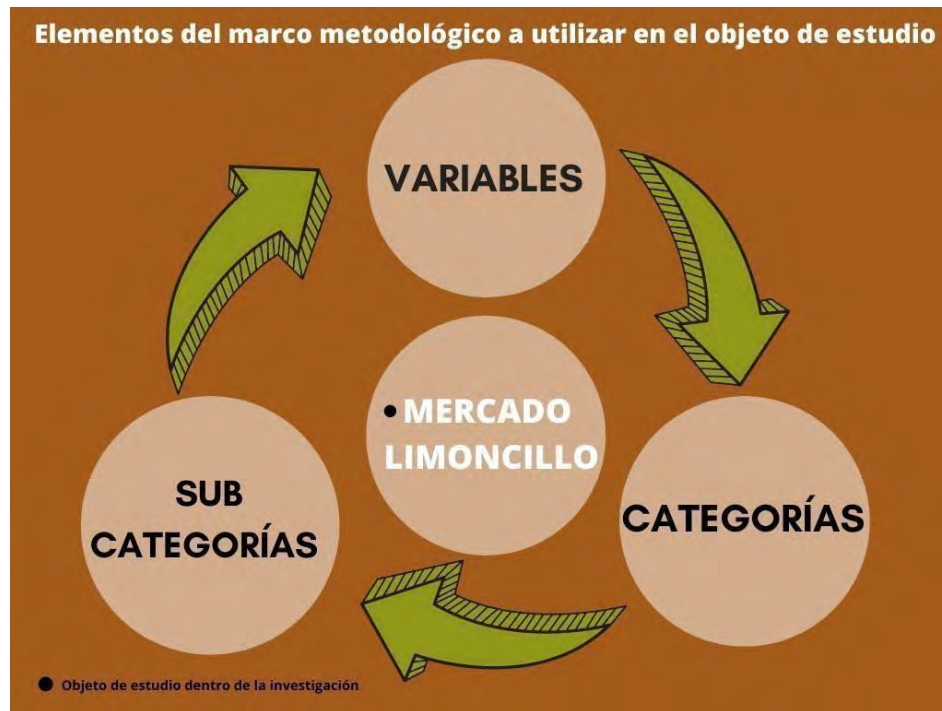 Elementos del marco metodológico a utilizar en el objeto de estudio
VARIABLES
• MERCADO
LIMONCILLO
SUB
CATEGORÍAS
CATEGORÍAS
● Objeto de estudio dentro de la investigación